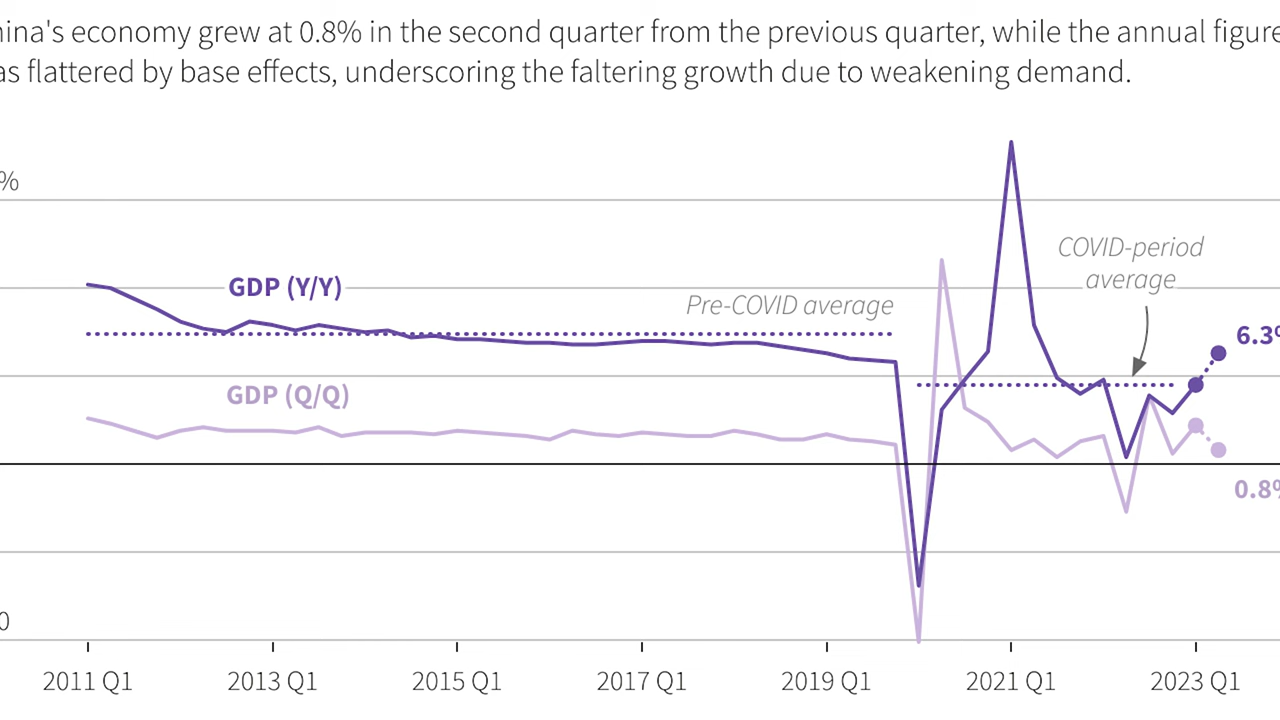 hina's economy grew at 0.8% in the second quarter from the previous quarter, while the annual figure
as flattered by base effects, underscoring the faltering growth due to weakening demand.
%
COVID-period
average
GDP (Y/Y)
Pre-COVID average
6.3%
GDP (Q/Q)
0.8%
0
2011 Q1 2013 Q1 2015 Q1 2017 Q1 2019 Q1 2021 Q1 2023 Q1